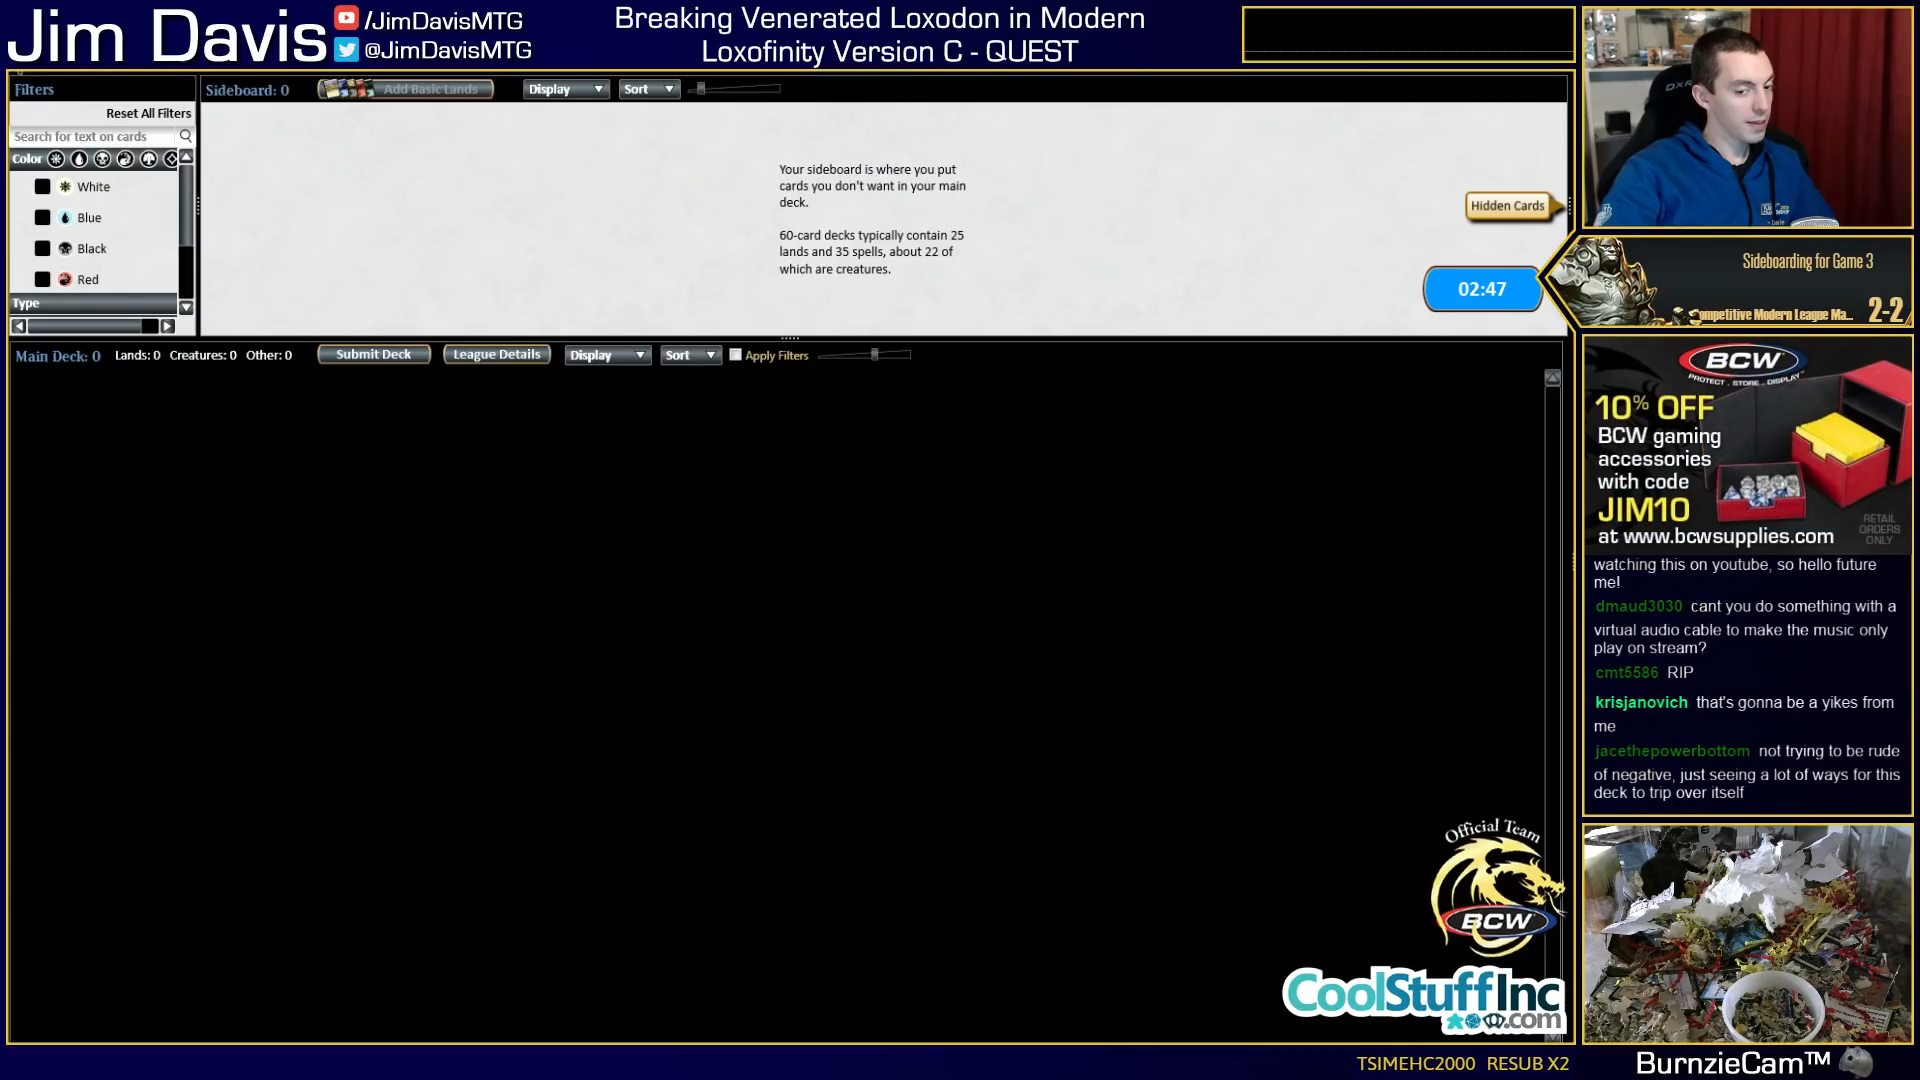 Jim Davis
/JimDavisMTG
@JimDavisMTG
Breaking Venerated Loxodon in Modern
Loxofinity Version C - QUEST
Filters
Reset All Filters
Search for text on cards
Color
White
Blue
Black
Red
Type
Sideboard: 0
Add Basic Lands
Display
Sort
Your sideboard is where you put
cards you don't want in your main
deck.
60-card decks typically contain 25
lands and 35 spells, about 22 of
which are creatures.
Hidden Cards
02:47
Sideboarding for Game 3
ompetitive Modern League Ma...
2-2
Main Deck: 0
Lands: 0 Creatures: 0 Other: 0
Submit Deck
League Details
Display
Sort
Apply Filters
BCW
PROTECT . STORE . DISPLAY
10% OFF
BCW gaming
accessories
with code
JIM10
at www.bcwsupplies.com
RETAIL
ORDERS
ONLY
watching this on youtube, so hello future
me!
dmaud3030 cant you do something with a
virtual audio cable to make the music only
play on stream?
cmt5586 RIP
krisjanovich that's gonna be a yikes from
me
jacethepowerbottom not trying to be rude
of negative, just seeing a lot of ways for this
deck to trip over itself
Official Team
BCW
CoolStuffInc
.com
TSIMEHC2000 RESUB X2
BurnzieCam™